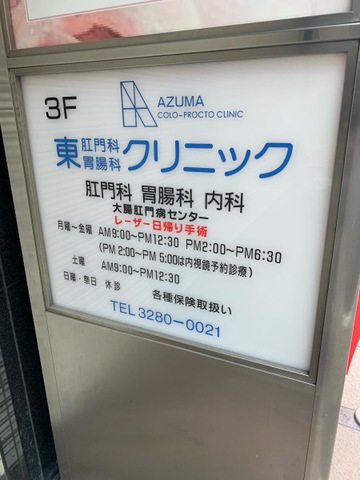 3F
AZUMA
COLO-PROCTO CLINIC
東 肛門科 胃腸科 クリニック
肛門科 胃腸科 内科
大腸肛門病センター
レーザー日帰り手術
月曜~金曜 AM9:00~PM12:30 PM2:00~PM6:30
(PM 2:00~PM 5:00は内視鏡予約診療)
土曜 AM9:00~PM12:30
日曜・祭日 休診
各種保険取扱い
TEL 3280-0021